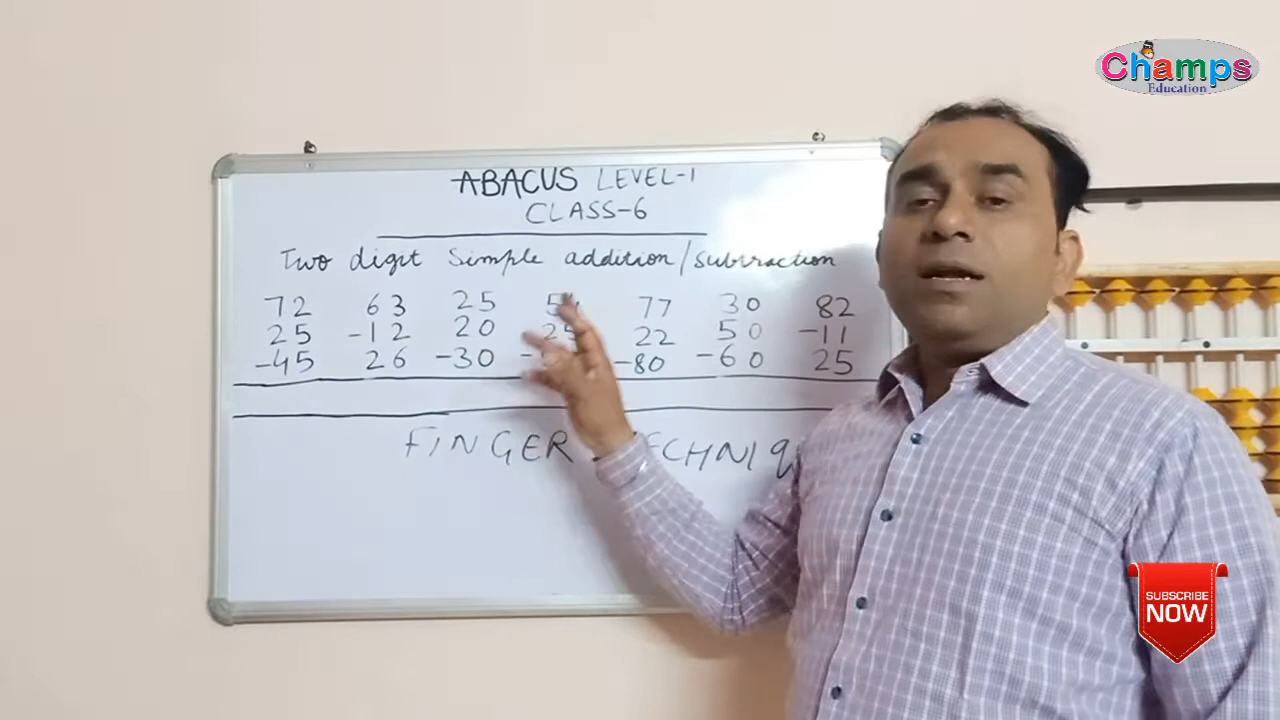 Champs
Education
ABACUS LEVEL-1
CLASS-6
Two digit Simple addition/subtraction
72 63 25 77 30 82
25 -12 20 25 22 50 -11
-45 26 -30 -80 -60 25
FINGER
SUBSCRIBE
NOW